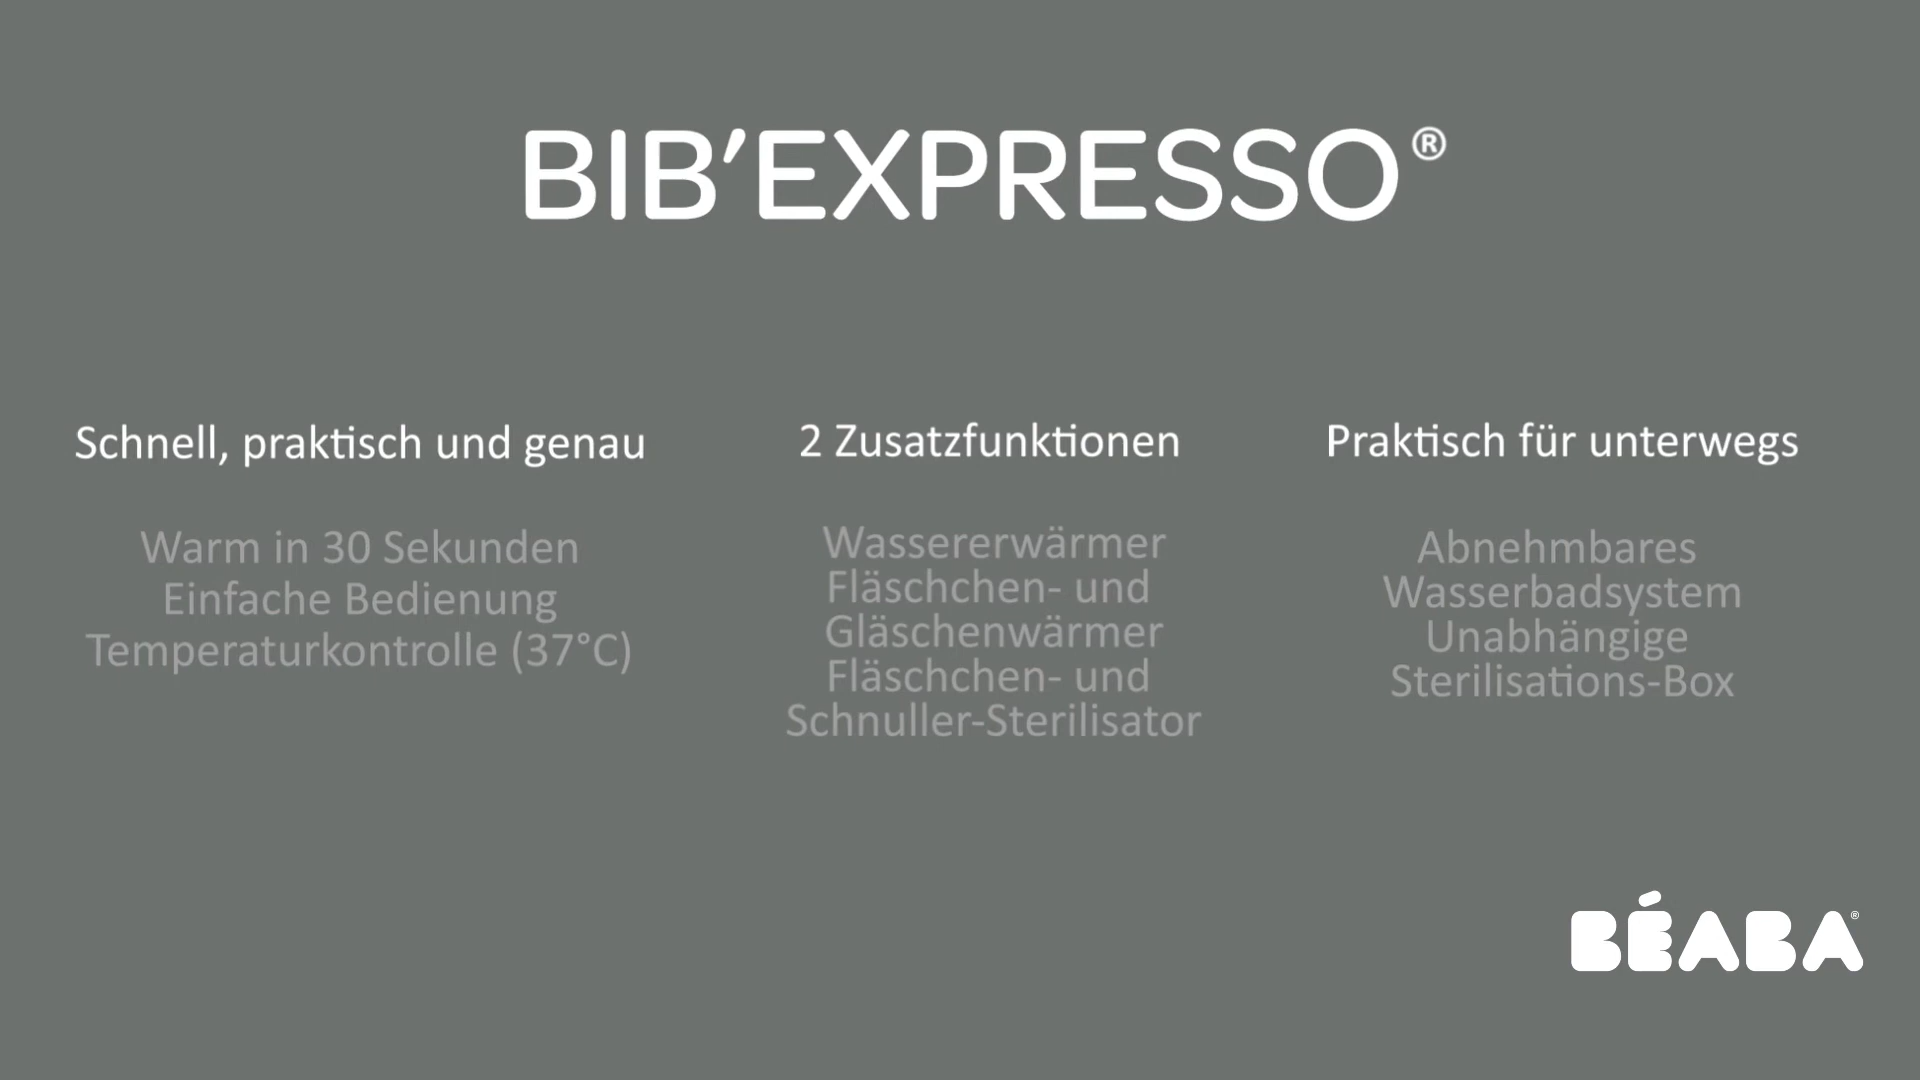 BIB'EXPRESSO®
Schnell, praktisch und genau
Warm in 30 Sekunden
Einfache Bedienung
Temperaturkontrolle (37°C)
2 Zusatzfunktionen
Wassererwärmer
Fläschchen- und
Gläschenwärmer
Fläschchen- und
Schnuller-Sterilisator
Praktisch für unterwegs
Abnehmbares
Wasserbadsystem
Unabhängige
Sterilisations-Box
BÉABA®